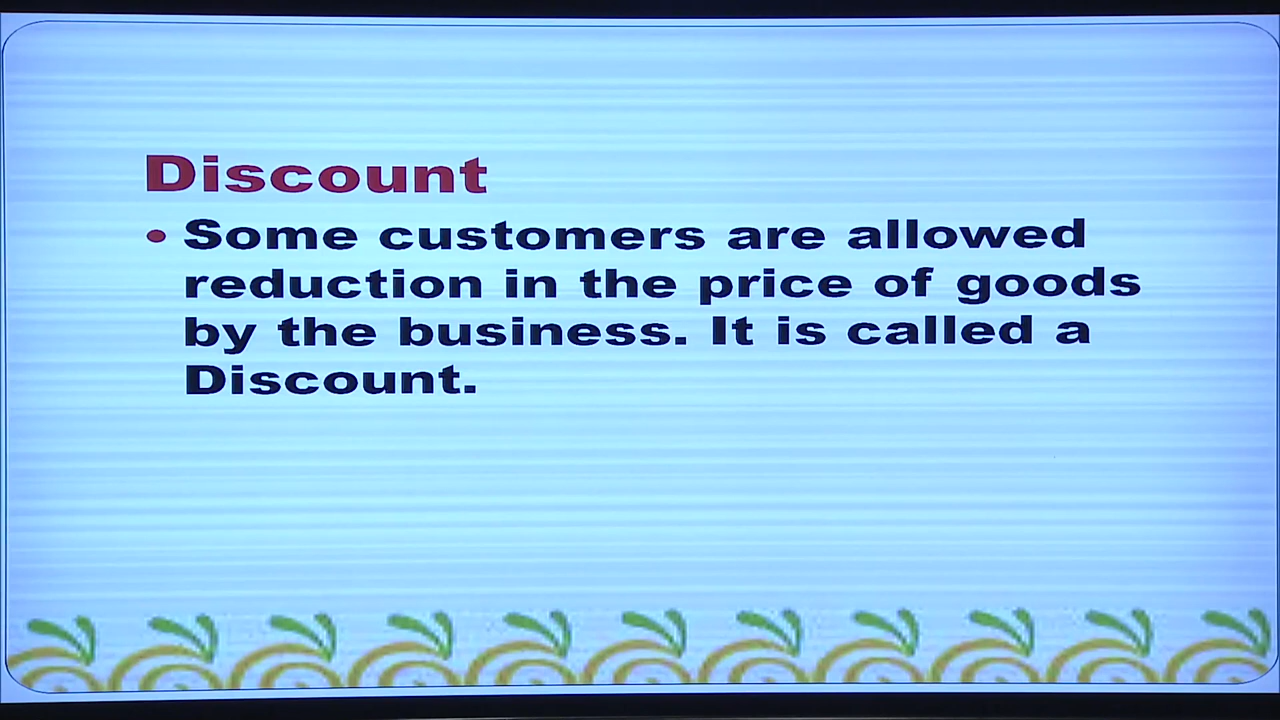 Discount
• Some customers are allowed
reduction in the price of goods
by the business. It is called a
Discount.